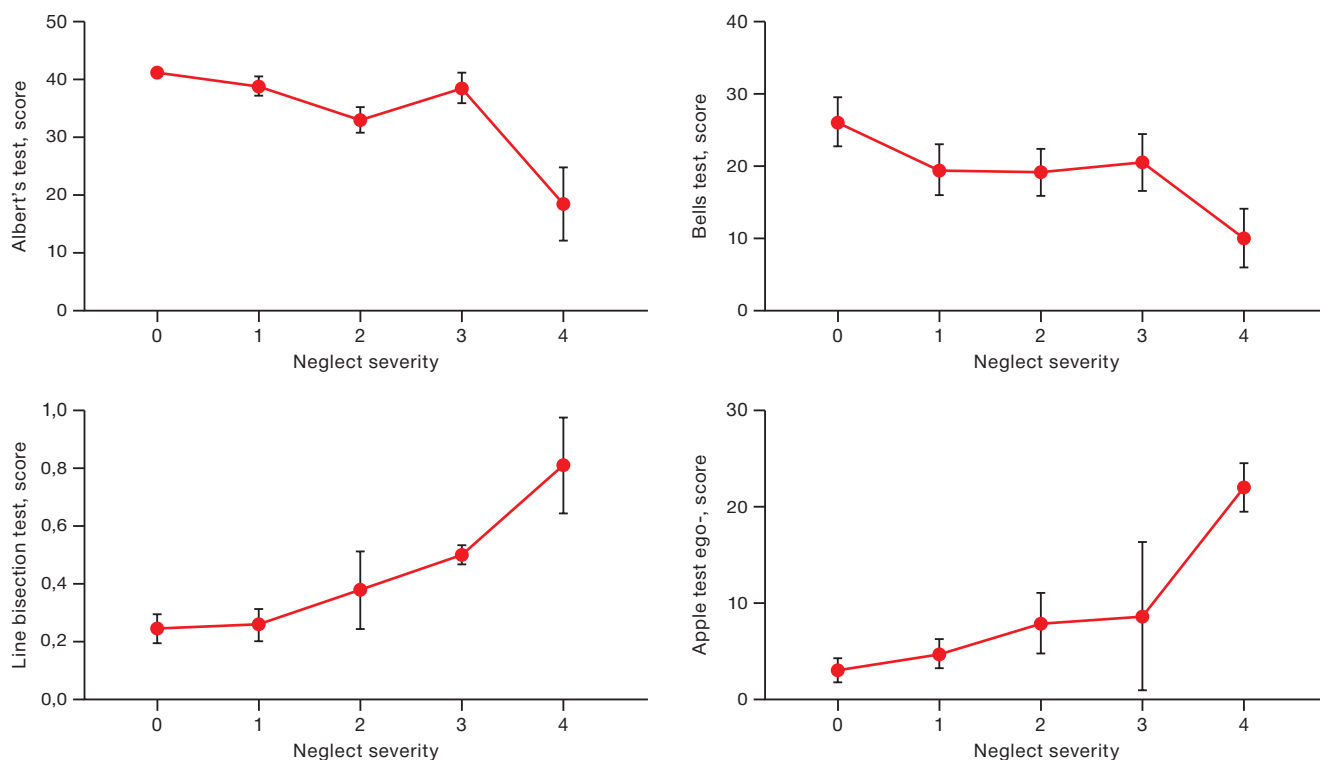 Albert's test, score
50
40
30
20
10
0
0 1 2 3 4
Neglect severity
Bells test, score
40
30
20
10
0
0 1 2 3 4
Neglect severity
Line bisection test, score
1,0
0,8
0,6
0,4
0,2
0,0
0 1 2 3 4
Neglect severity
Apple test ego-, score
30
20
10
0
0 1 2 3 4
Neglect severity